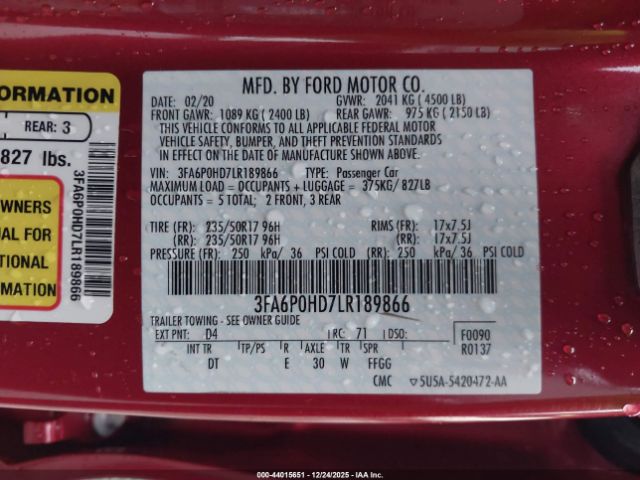 ORMATION
REAR: 3
827 lbs.
WNERS
UAL FOR
TIONAL
RMATION
3FA6P0HD7LR189866
MFD. BY FORD MOTOR CO.
DATE: 02/20 GVWR: 2041 KG ( 4500 LB)
FRONT GAWR: 1089 KG ( 2400 LB) REAR GAWR: 975 KG ( 2150 LB)
THIS VEHICLE CONFORMS TO ALL APPLICABLE FEDERAL MOTOR
VEHICLE SAFETY, BUMPER, AND THEFT PREVENTION STANDARDS
IN EFFECT ON THE DATE OF MANUFACTURE SHOWN ABOVE.
VIN: 3FA6P0HD7LR189866 TYPE: Passenger Car
MAXIMUM LOAD = OCCUPANTS + LUGGAGE = 375KG/827LB
OCCUPANTS = 5 TOTAL; 2 FRONT, 3 REAR
TIRE (FR): 235/50R17 96H RIMS (FR): 17x7.5J
(RR): 235/50R17 96H (RR): 17x7.5J
PRESSURE (FR): 250 kPa/ 36 PSI COLD (RR): 250 kPa/ 36 PSI COLD
3FA6P0HD7LR189866
TRAILER TOWING - SEE OWNER GUIDE
EXT PNT: D4 RC: 71 DSO: F0090
R0137
INT TR TP/PS R AXLE TR SPR
DT E 30 W FFGG
CMC ▽5U5A-5420472-AA
000-44015651 - 12/24/2025 - IAA Inc.